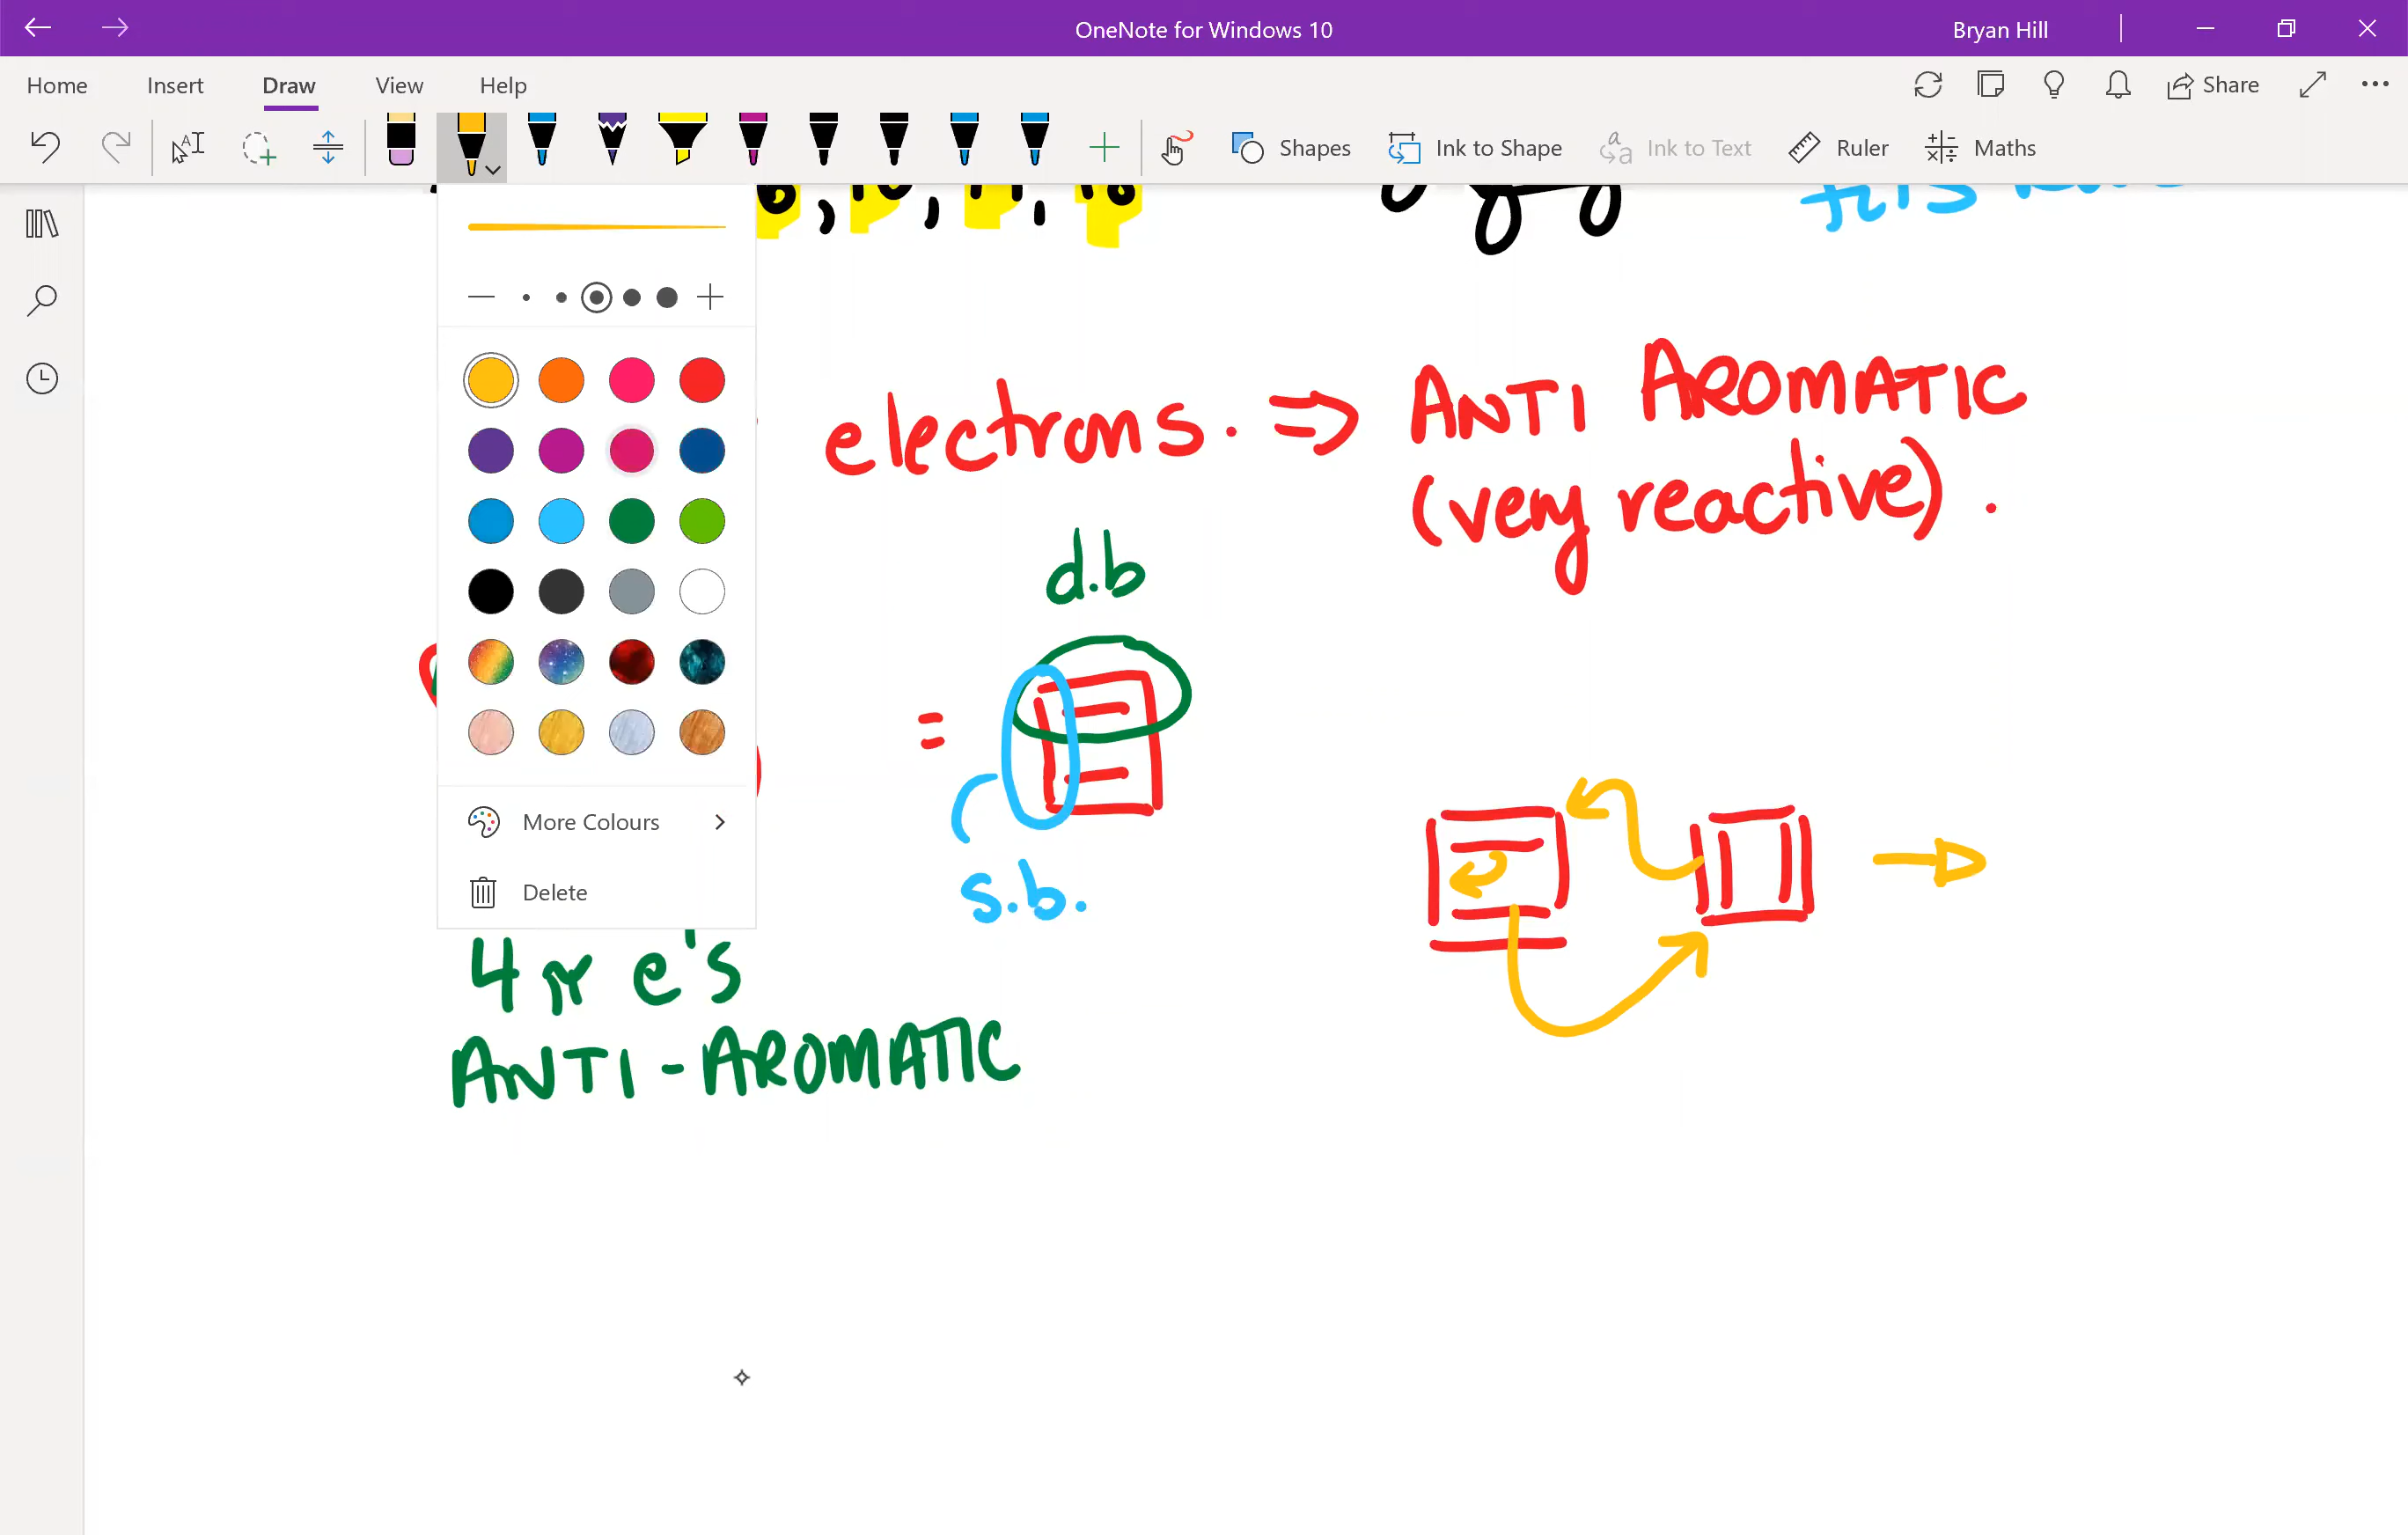 OneNote for Windows 10
Bryan Hill
Home Insert Draw View Help
Share
Shapes Ink to Shape Ink to Text Ruler Maths
electrons. ⇒ ANTI AROMATIC
(very reactive).
d.b
=
s.b.
More Colours
Delete
4 π e's
ANTI-AROMATIC